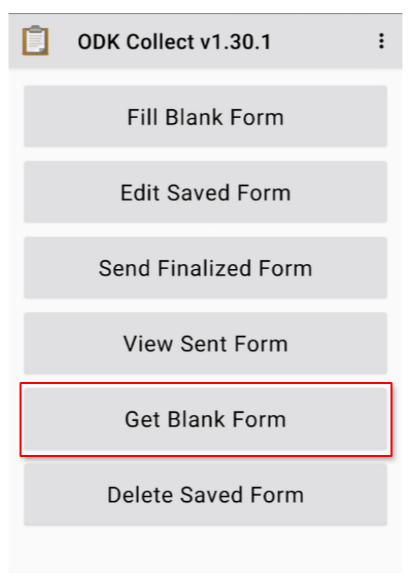 ODK Collect v1.30.1
Fill Blank Form
Edit Saved Form
Send Finalized Form
View Sent Form
Get Blank Form
Delete Saved Form